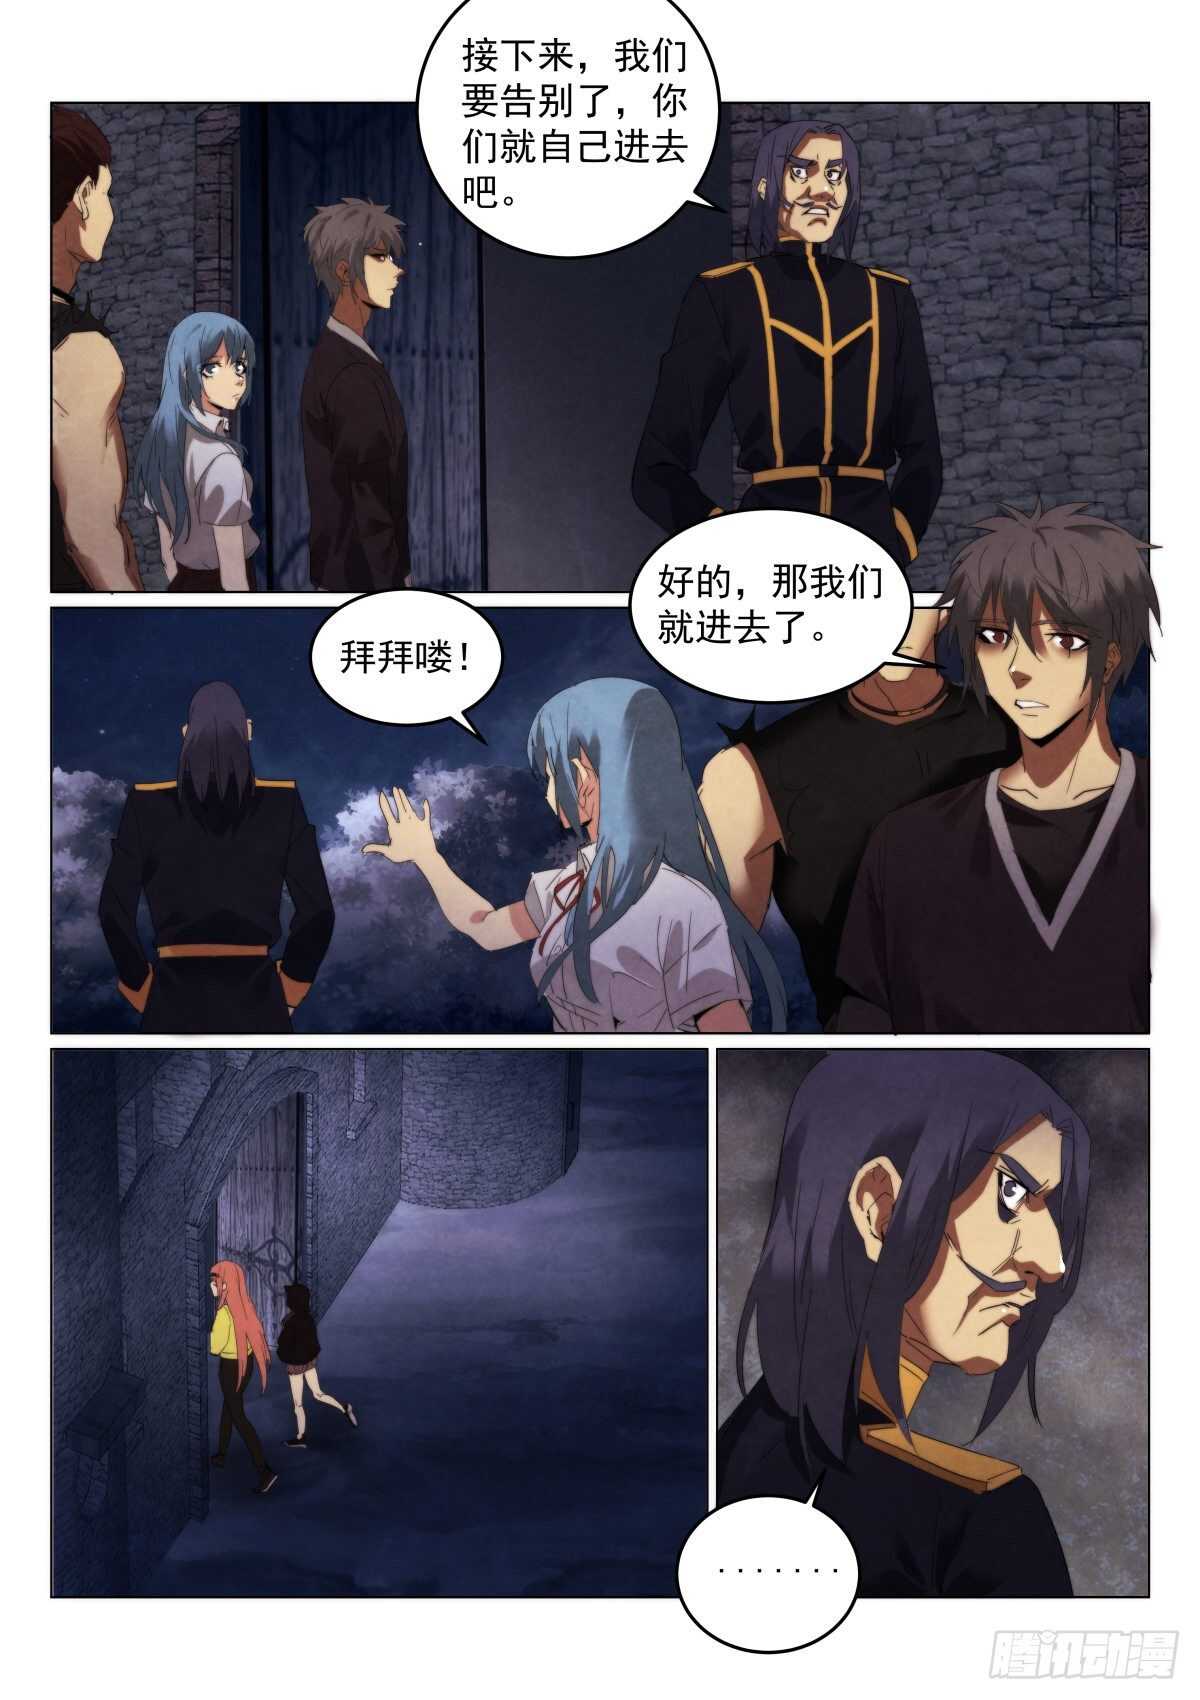 接下来，我们
要告别了，你
们就自己进去
吧。
好的，那我们
就进去了。
拜拜喽！
·······
腾讯动漫